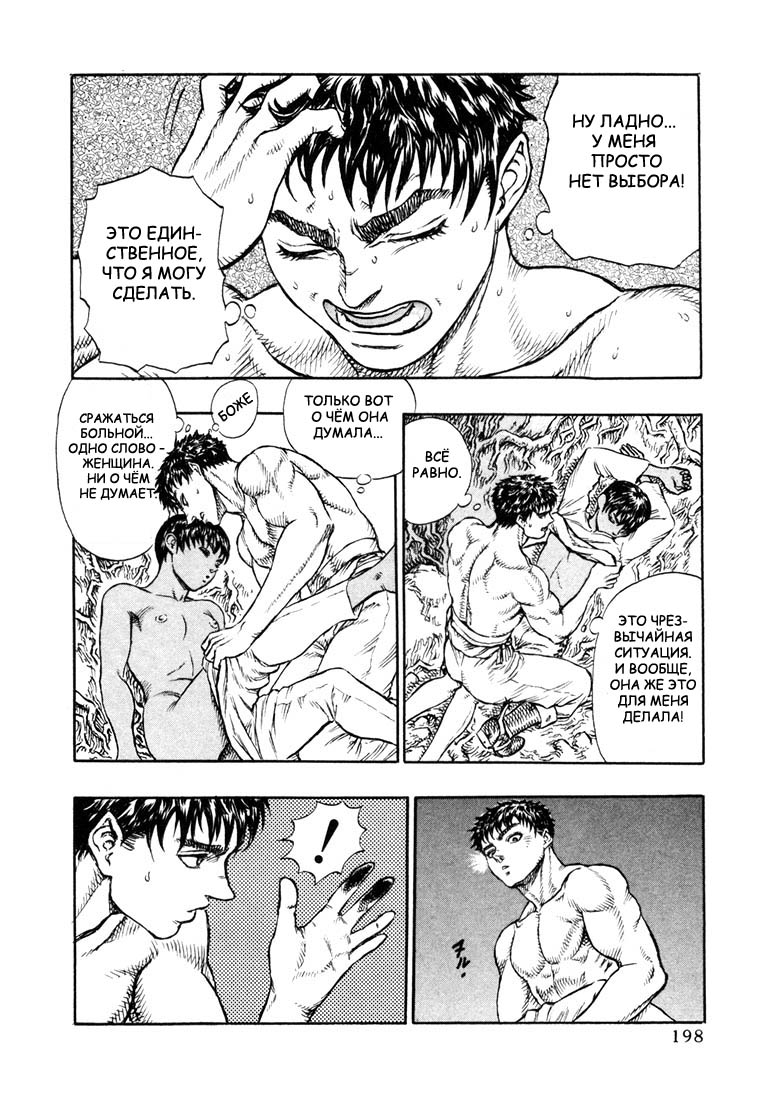 НУ ЛАДНО...
У МЕНЯ
ПРОСТО
НЕТ ВЫБОРА!
ЭТО ЕДИН-
СТВЕННОЕ,
ЧТО Я МОГУ
СДЕЛАТЬ.
СРАЖАТЬСЯ
БОЛЬНОЙ...
ОДНО СЛОВО -
ЖЕНЩИНА.
НИ О ЧЁМ
НЕ ДУМАЕТ.
БОЖЕ
ТОЛЬКО ВОТ
О ЧЁМ ОНА
ДУМАЛА...
ВСЁ
РАВНО.
ЭТО ЧРЕЗ-
ВЫЧАЙНАЯ
СИТУАЦИЯ.
И ВООБЩЕ,
ОНА ЖЕ ЭТО
ДЛЯ МЕНЯ
ДЕЛАЛА!
!
ヌル・
198